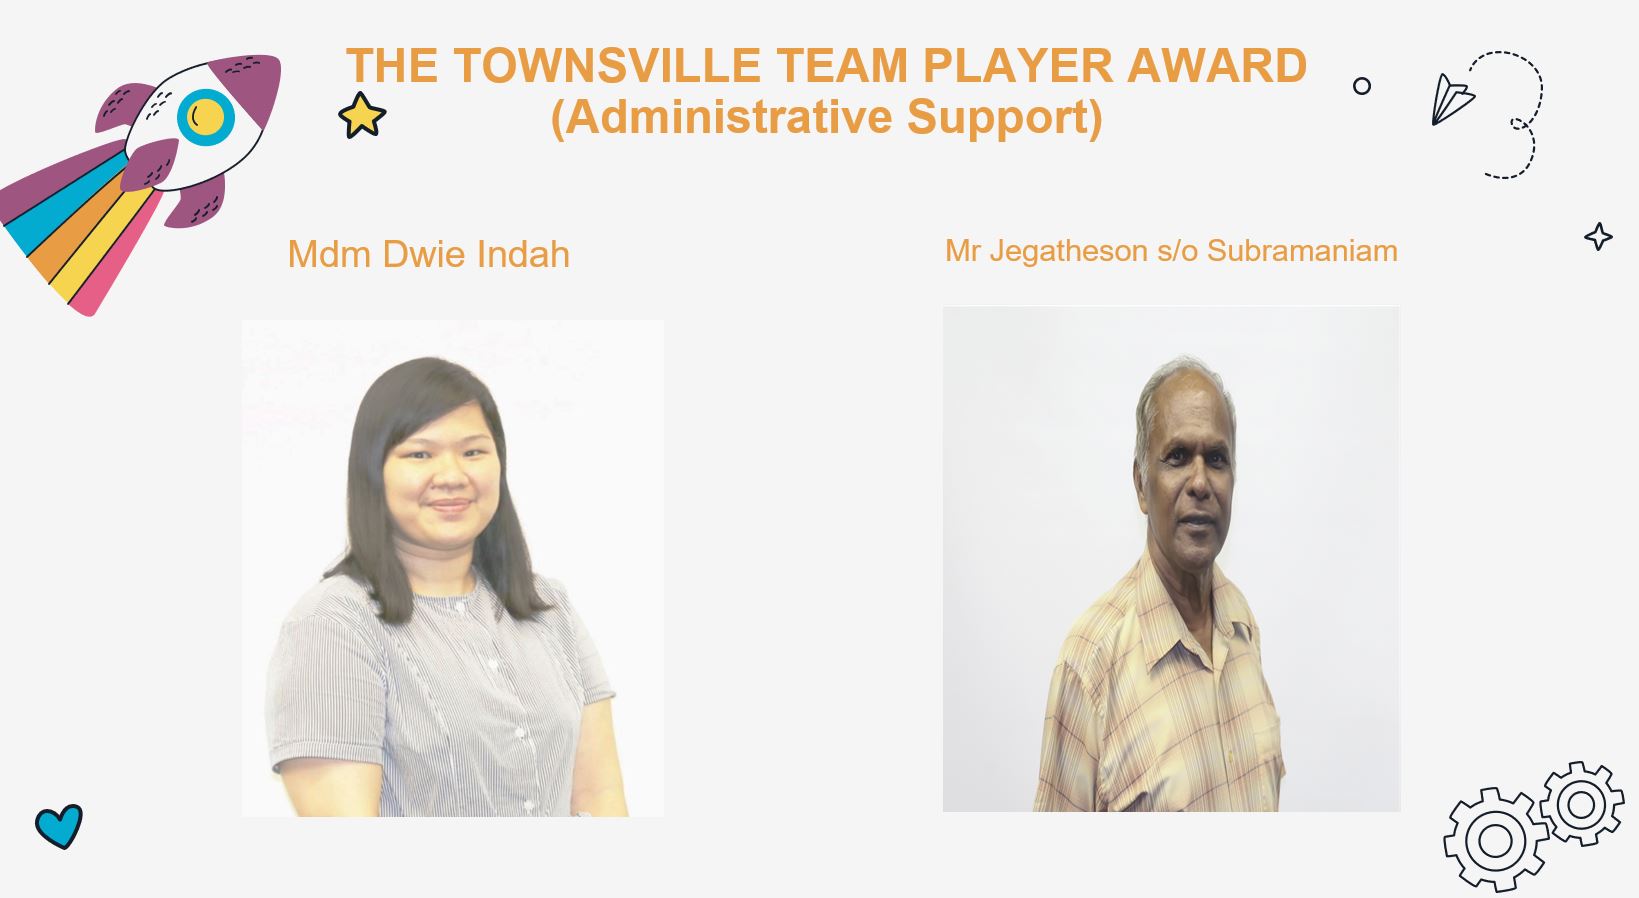 THE TOWNSVILLE TEAM PLAYER AWARD
(Administrative Support)
Mdm Dwie Indah
Mr Jegatheson s/o Subramaniam